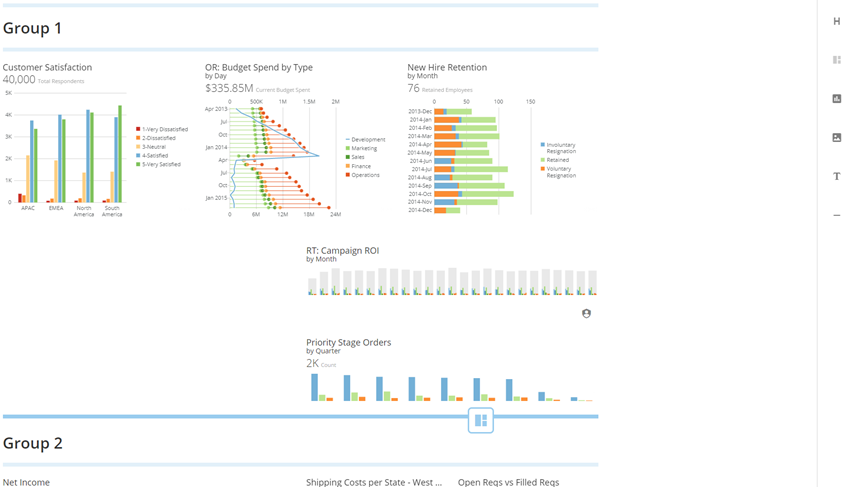 Group 1
Customer Satisfaction
40,000 Total Respondents
5K
4K
3K
2K
1K
0
APAC
EMEA
North
America
South
America
1-Very Dissatisfied
2-Dissatisfied
3-Neutral
4-Satisfied
5-Very Satisfied
OR: Budget Spend by Type
by Day
$335.85M Current Budget Spent
0 500K 1M 1.5M 2M
Apr 2013
Jul
Oct
Jan 2014
Apr
Jul
Oct
Jan 2015
0 6M 12M 18M 24M
Development
Marketing
Sales
Finance
Operations
New Hire Retention
by Month
76 Retained Employees
0 50 100 150
2013-Dec
2014-Jan
2014-Feb
2014-Mar
2014-Apr
2014-May
2014-Jun
2014-Jul
2014-Aug
2014-Sep
2014-Oct
2014-Nov
2014-Dec
Involuntary
Resignation
Retained
Voluntary
Resignation
RT: Campaign ROI
by Month
Priority Stage Orders
by Quarter
2K Count
Group 2
Net Income
Shipping Costs per State - West ...
Open Reqs vs Filled Reqs
H
T